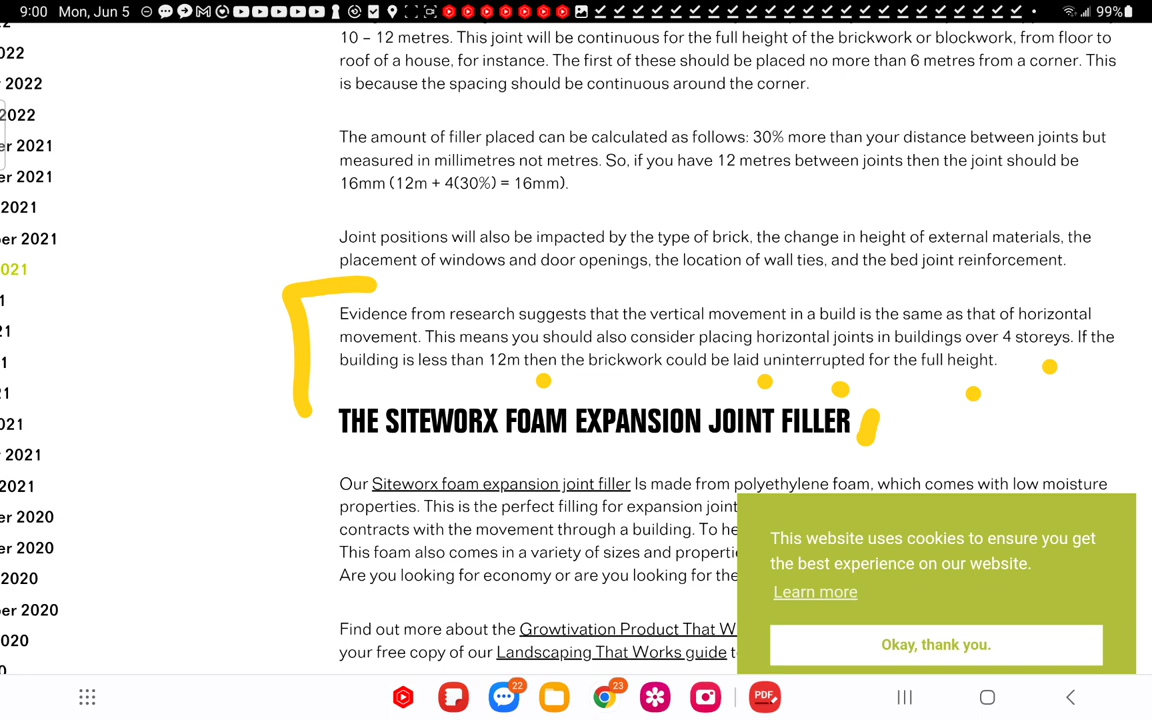 9:00 Mon, Jun 5 99%
10 – 12 metres. This joint will be continuous for the full height of the brickwork or blockwork, from floor to
022
roof of a house, for instance. The first of these should be placed no more than 6 metres from a corner. This
2022
is because the spacing should be continuous around the corner.
2022
The amount of filler placed can be calculated as follows: 30% more than your distance between joints but
er 2021
measured in millimetres not metres. So, if you have 12 metres between joints then the joint should be
er 2021
16mm (12m + 4(30%) = 16mm).
2021
Joint positions will also be impacted by the type of brick, the change in height of external materials, the
ber 2021
placement of windows and door openings, the location of wall ties, and the bed joint reinforcement.
021
1
Evidence from research suggests that the vertical movement in a build is the same as that of horizontal
21
movement. This means you should also consider placing horizontal joints in buildings over 4 storeys. If the
1
building is less than 12m then the brickwork could be laid uninterrupted for the full height.
21
THE SITEWORX FOAM EXPANSION JOINT FILLER
021
2021
Our Siteworx foam expansion joint filler Is made from polyethylene foam, which comes with low moisture
2021
properties. This is the perfect filling for expansion joint
er 2020
contracts with the movement through a building. To he
er 2020
This foam also comes in a variety of sizes and properti
2020
Are you looking for economy or are you looking for the
ber 2020
Find out more about the Growtivation Product That W
020
your free copy of our Landscaping That Works guide t
This website uses cookies to ensure you get
the best experience on our website.
Learn more
Okay, thank you.
22
23
PDF